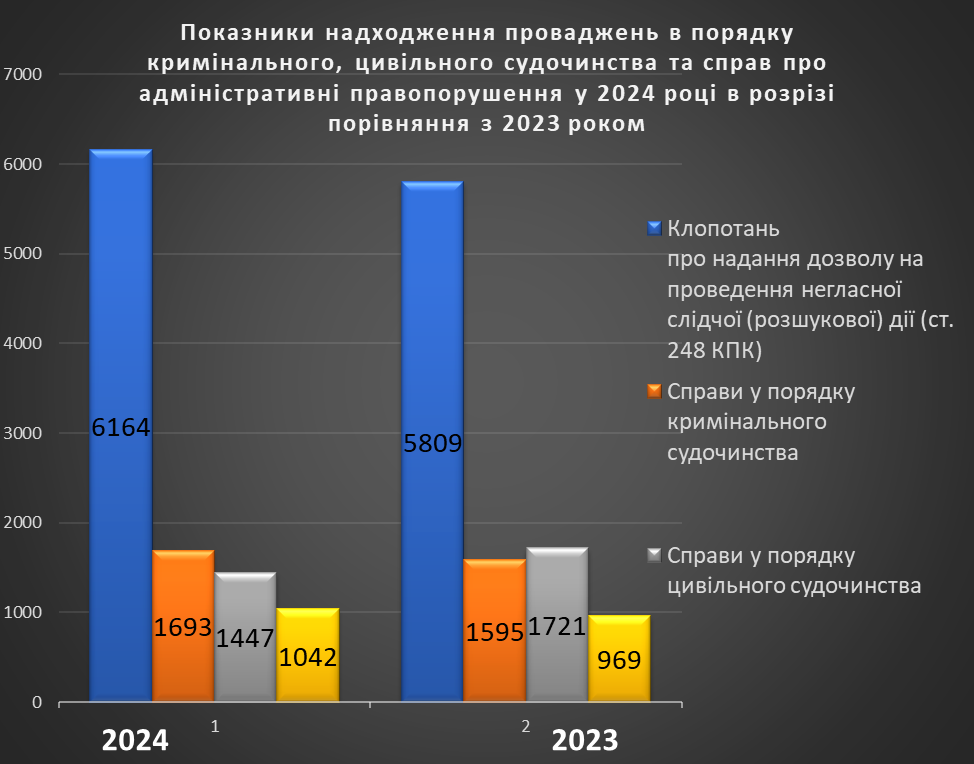 Показники надходження проваджень в порядку
кримінального, цивільного судочинства та справ про
адміністративні правопорушення у 2024 році в розрізі
порівняння з 2023 роком
7000
6000
5000
4000
3000
2000
1000
0
6164
1693
1447
1042
5809
1595
1721
969
1
2
2024
2023
Клопотань
про надання дозволу на
проведення негласної
слідчої (розшукової) дії (ст.
248 КПК)
Справи у порядку
кримінального
судочинства
Справи у порядку
цивільного судочинства